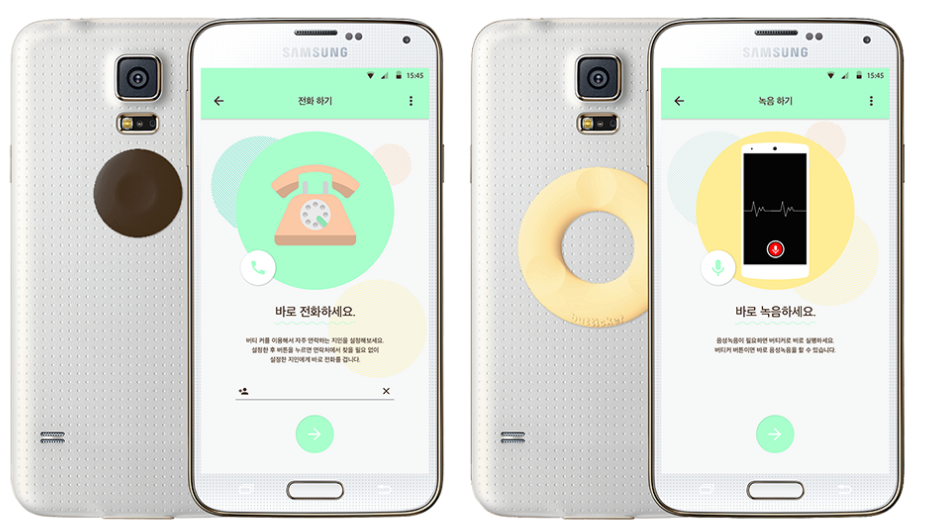 SAMSUNG
15:45
전화 하기
바로 전화하세요.
버티 커를 이용해서 자주 연락하는 지인을 설정해보세요.
설정한 후 버튼을 누르면 연락처에서 찾을 필요 없이
설정한 지인에게 바로 전화를 겁니다.
SAMSUNG
15:45
녹음 하기
바로 녹음하세요.
음성녹음이 필요하면 버티커로 바로 실행하세요.
버티커 버튼이면 바로 음성녹음을 할 수 있습니다.
butticker